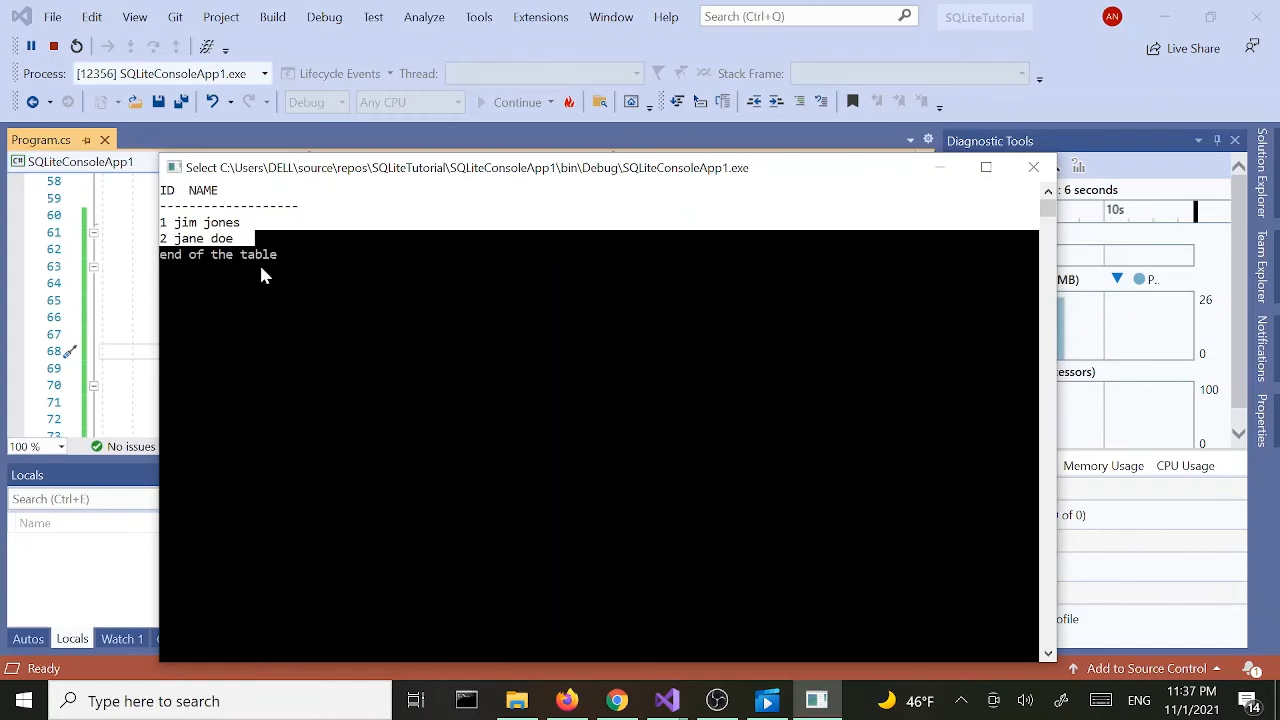 File Edit View Git Project Build Debug Test Analyze Tools Extensions Window Help Search (Ctrl+Q) SQLiteTutorial AN
Live Share
Process: [12356] SQLiteConsoleApp1.exe Lifecycle Events Thread: Stack Frame:
Debug Any CPU Continue
Program.cs Diagnostic Tools
SQLiteConsoleApp1
Select C:\Users\DELL\source\repos\SQLiteTutorial\SQLiteConsoleApp1\bin\Debug\SQLiteConsoleApp1.exe
ID NAME
-------------------
1 jim jones
2 jane doe
end of the table
58
59
60
61
62
63
64
65
66
67
68
69
70
71
72
73
: 6 seconds
10s
MB) P..
26
0
essors)
100
0
Memory Usage CPU Usage
of 0)
ofile
Solution Explorer
Team Explorer
Notifications
Properties
100 % No issues
Locals
Search (Ctrl+E)
Name
Autos Locals Watch 1
Ready Add to Source Control 1
Type here to search 46°F ENG 11:37 PM 11/1/2021 14